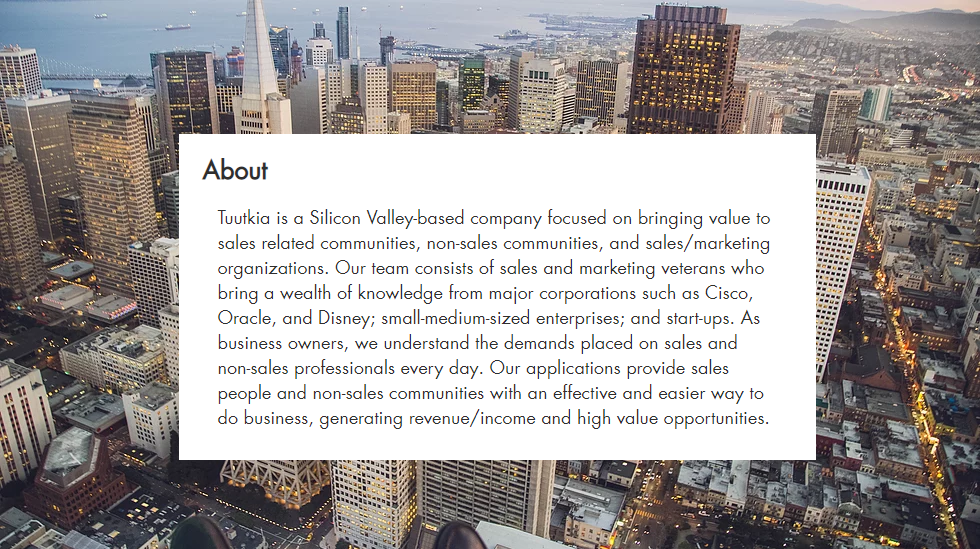 About
Tuutkia is a Silicon Valley-based company focused on bringing value to
sales related communities, non-sales communities, and sales/marketing
organizations. Our team consists of sales and marketing veterans who
bring a wealth of knowledge from major corporations such as Cisco,
Oracle, and Disney; small-medium-sized enterprises; and start-ups. As
business owners, we understand the demands placed on sales and
non-sales professionals every day. Our applications provide sales
people and non-sales communities with an effective and easier way to
do business, generating revenue/income and high value opportunities.